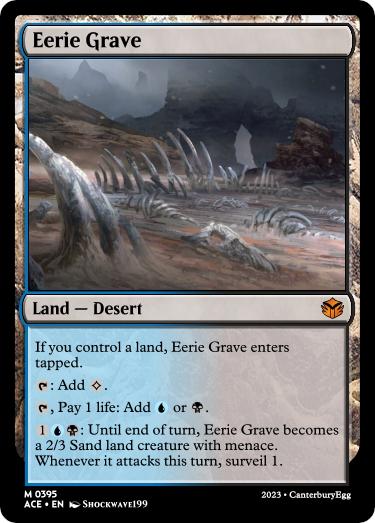 Eerie Grave
Land — Desert
If you control a land, Eerie Grave enters
tapped.
: Add .
, Pay 1 life: Add or .
1 : Until end of turn, Eerie Grave becomes
a 2/3 Sand land creature with menace.
Whenever it attacks this turn, surveil 1.
M 0395
ACE • EN SHOCKWAVE199
2023 • CanterburyEgg